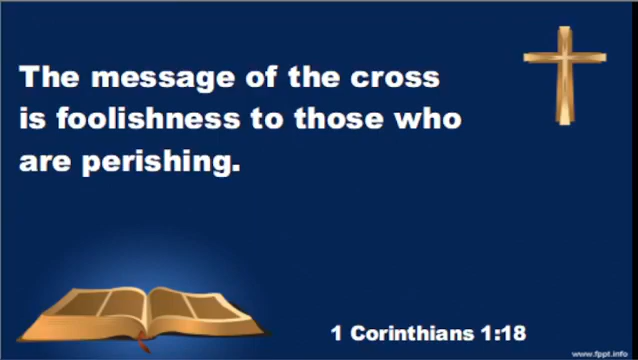 The message of the cross
is foolishness to those who
are perishing.
1 Corinthians 1:18
www.fppt.info